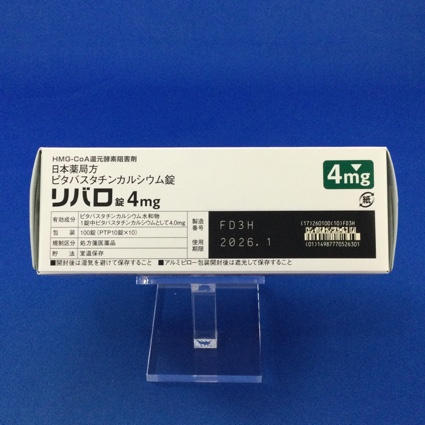 HMG-CoA還元酵素阻害剤
日本薬局方
ピタバスタチンカルシウム錠
リバロ錠4mg
4mg
紙
有効成分 ピタバスタチンカルシウム水和物
1錠中ピタバスタチンカルシウムとして4.0mg
包装 100錠(PTP10錠×10)
規制区分 処方箋医薬品
貯法 室温保存
■開封後は湿気を避けて保存すること ■アルミピロー包装開封後は遮光して保存すること
製造番号 FD3H
使用期限 2026.1
(17)260100(10)FD3H
(01)14987770526301